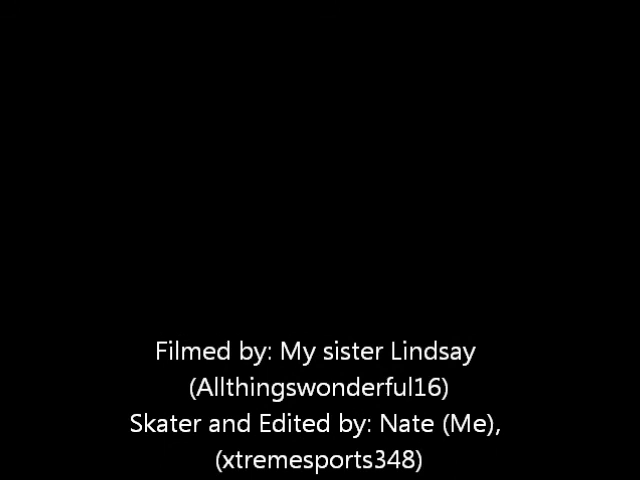 Filmed by: My sister Lindsay
(Allthingswonderful16)
Skater and Edited by: Nate (Me),
(xtremesports348)